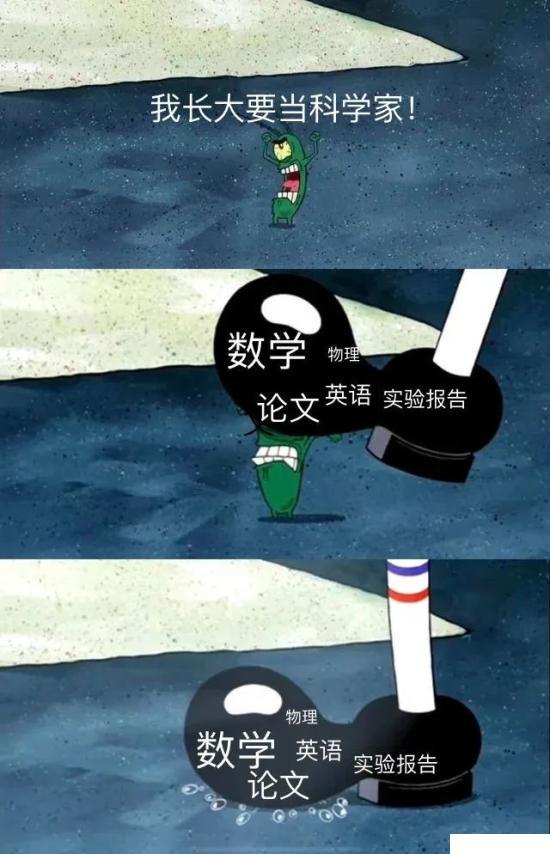 我长大要当科学家！
数学 物理
论文 英语 实验报告
物理
数学 英语 实验报告
论文